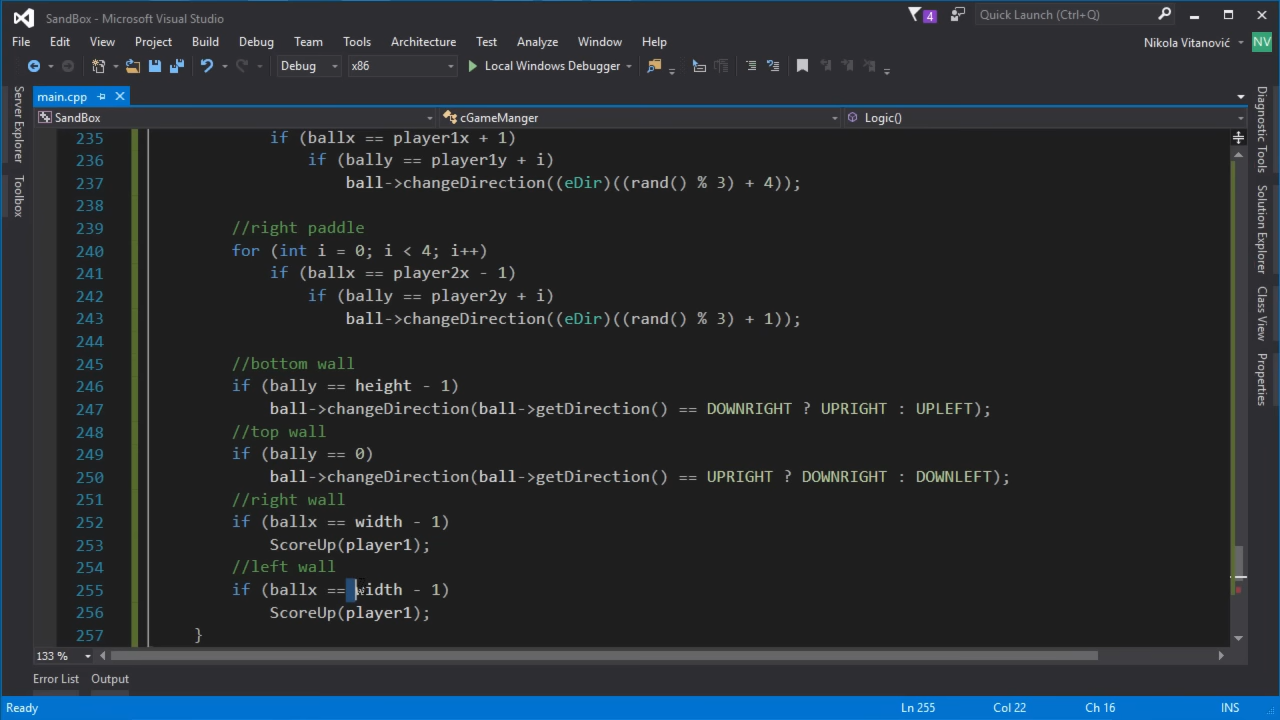 SandBox - Microsoft Visual Studio
4
Quick Launch (Ctrl+Q)
File Edit View Project Build Debug Team Tools Architecture Test Analyze Window Help
Nikola Vitanović NV
Debug x86 Local Windows Debugger
main.cpp
SandBox cGameManger Logic()
Server Explorer
Toolbox
Diagnostic Tools
Solution Explorer
Class View
Properties
235 if (ballx == player1x + 1)
236 if (bally == player1y + i)
237 ball->changeDirection((eDir)((rand() % 3) + 4));
238
239 //right paddle
240 for (int i = 0; i < 4; i++)
241 if (ballx == player2x - 1)
242 if (bally == player2y + i)
243 ball->changeDirection((eDir)((rand() % 3) + 1));
244
245 //bottom wall
246 if (bally == height - 1)
247 ball->changeDirection(ball->getDirection() == DOWNRIGHT ? UPRIGHT : UPLEFT);
248 //top wall
249 if (bally == 0)
250 ball->changeDirection(ball->getDirection() == UPRIGHT ? DOWNRIGHT : DOWNLEFT);
251 //right wall
252 if (ballx == width - 1)
253 ScoreUp(player1);
254 //left wall
255 if (ballx == width - 1)
256 ScoreUp(player1);
257 }
133 %
Error List Output
Ready Ln 255 Col 22 Ch 16 INS